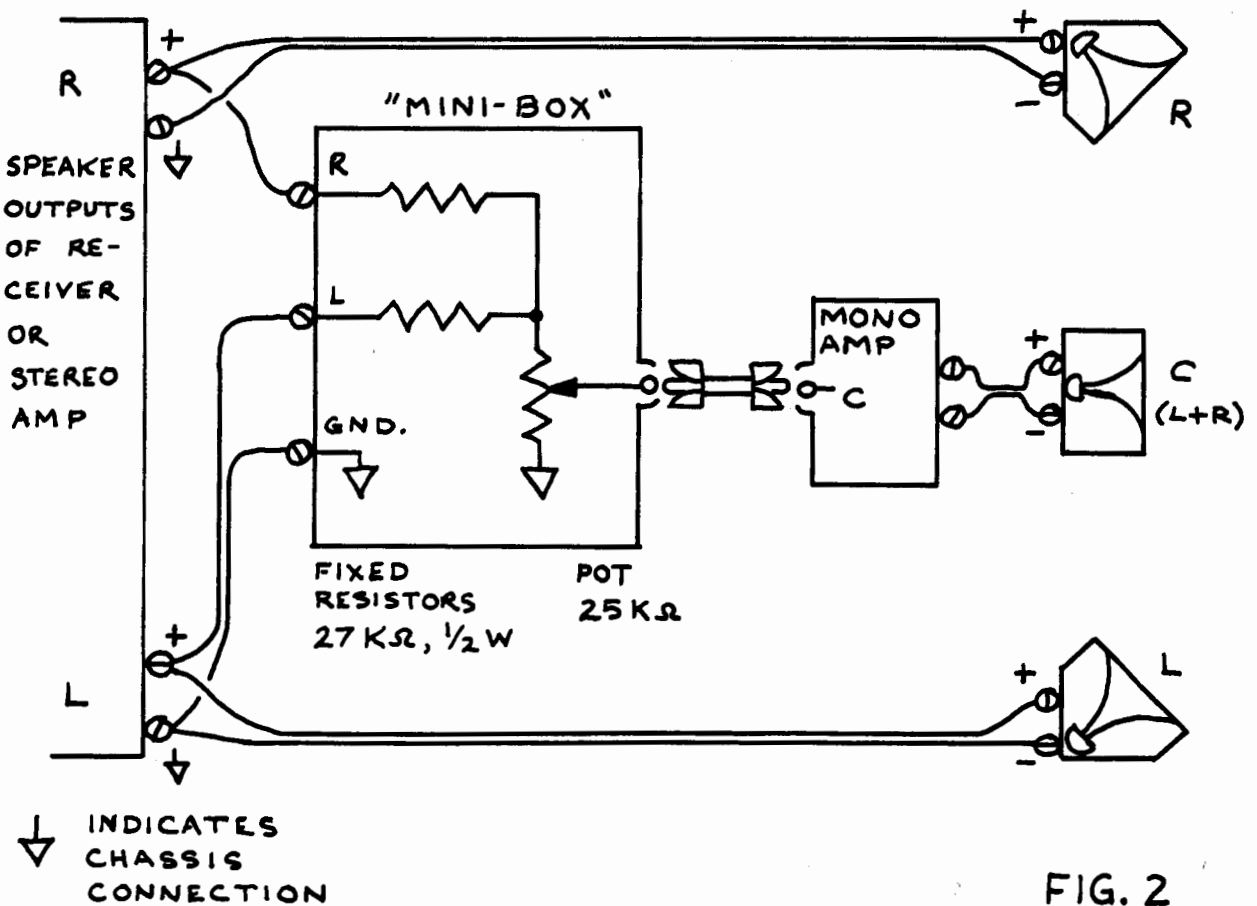 R
+
SPEAKER
OUTPUTS
OF RE-
CEIVER
OR
STEREO
AMP
L
+
"MINI-BOX"
R
L
GND.
FIXED
RESISTORS
27 KΩ, 1/2 W
POT
25 KΩ
MONO
AMP
C
+
-
C
(L+R)
+
-
R
+
-
L
INDICATES
CHASSIS
CONNECTION
FIG. 2